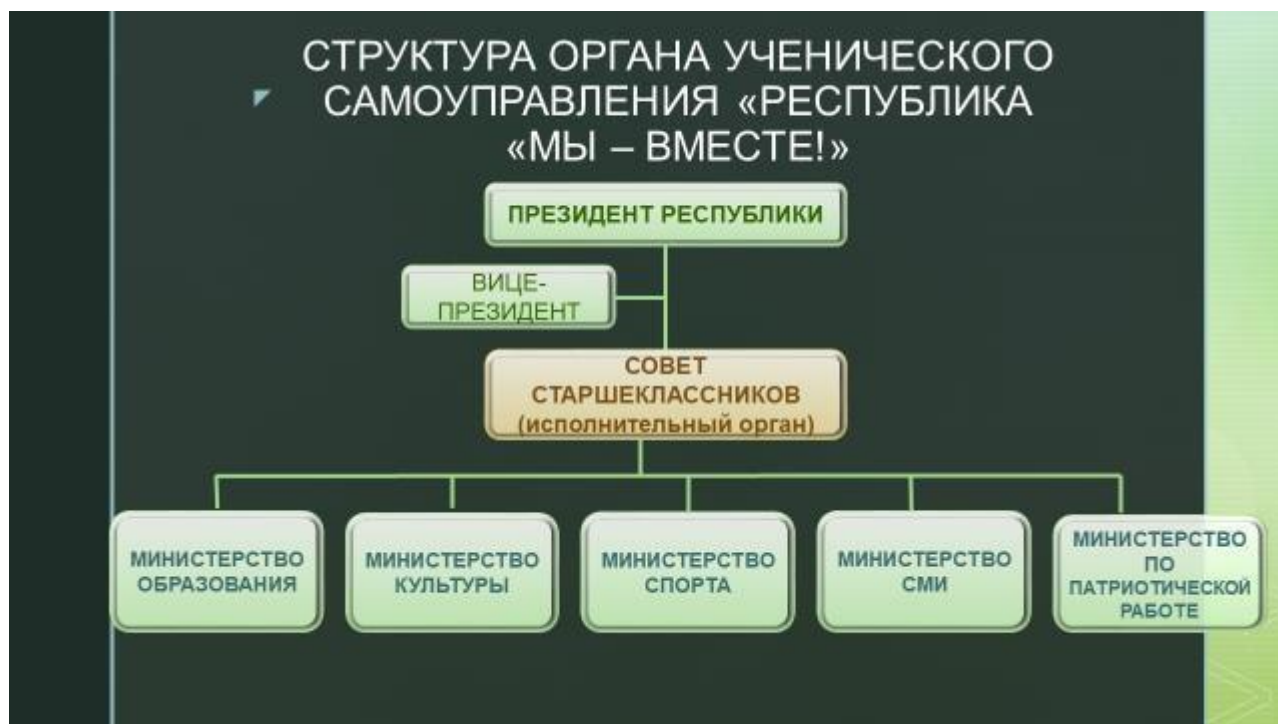 СТРУКТУРА ОРГАНА УЧЕНИЧЕСКОГО
САМОУПРАВЛЕНИЯ «РЕСПУБЛИКА
«МЫ – ВМЕСТЕ!»
ПРЕЗИДЕНТ РЕСПУБЛИКИ
ВИЦЕ-
ПРЕЗИДЕНТ
СОВЕТ
СТАРШЕКЛАССНИКОВ
(исполнительный орган)
МИНИСТЕРСТВО
ОБРАЗОВАНИЯ
МИНИСТЕРСТВО
КУЛЬТУРЫ
МИНИСТЕРСТВО
СПОРТА
МИНИСТЕРСТВО
СМИ
МИНИСТЕРСТВО
ПО
ПАТРИОТИЧЕСКОЙ
РАБОТЕ